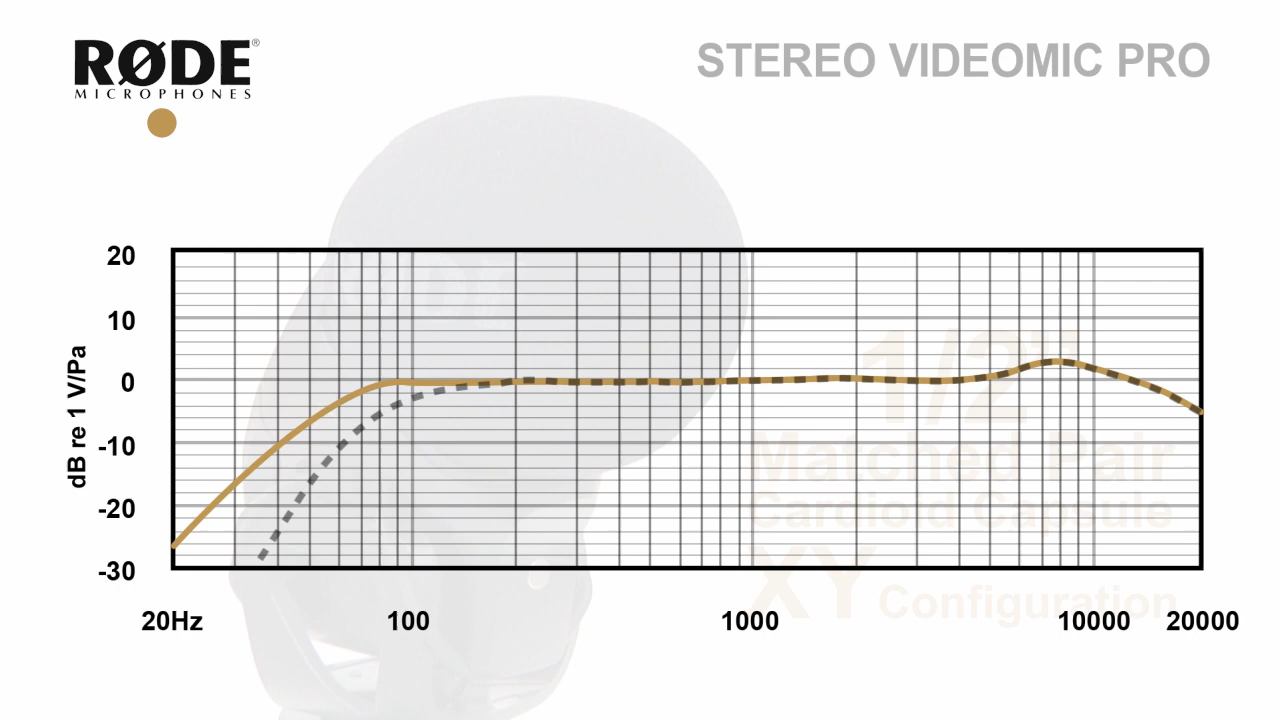 RØDE®
MICROPHONES
STEREO VIDEOMIC PRO
1/2"
Matched Pair
Cardioid Capsule
XY Configuration
dB re 1 V/Pa
20
10
0
-10
-20
-30
20Hz 100 1000 10000 20000